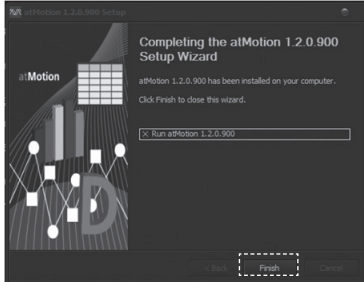 atMotion 1.2.0.900 Setup
Completing the atMotion 1.2.0.900
Setup Wizard
atMotion
atMotion 1.2.0.900 has been installed on your computer.
Click Finish to close this wizard.
Run atMotion 1.2.0.900
D
< Back
Finish
Cancel